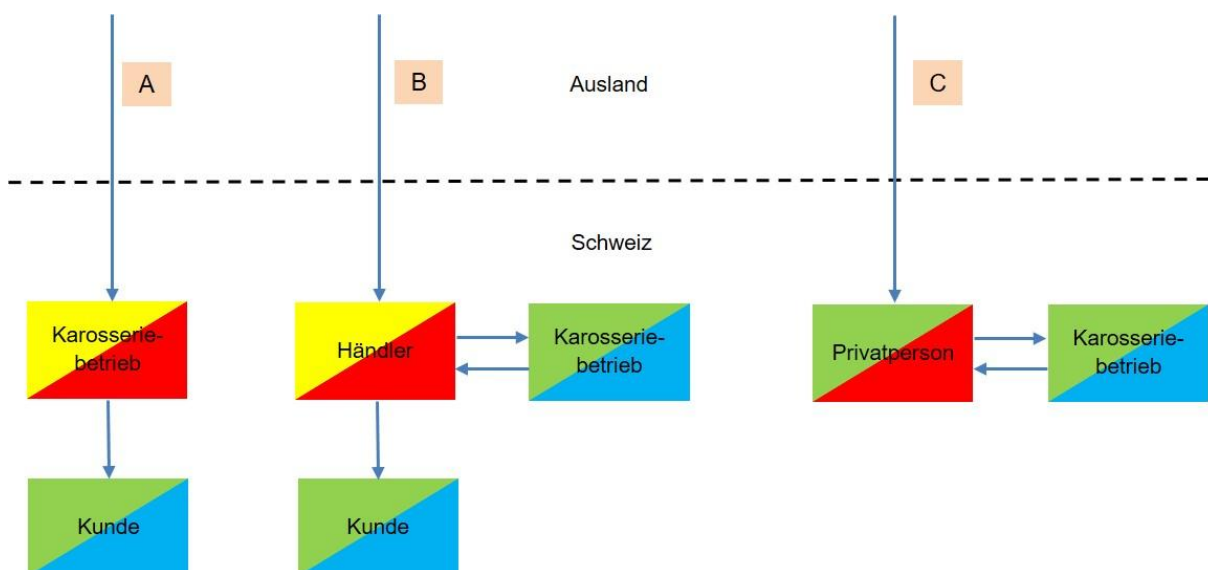 A
B
Ausland
C
Schweiz
Karosserie-
betrieb
Händler
Karosserie-
betrieb
Privatperson
Karosserie-
betrieb
Kunde
Kunde